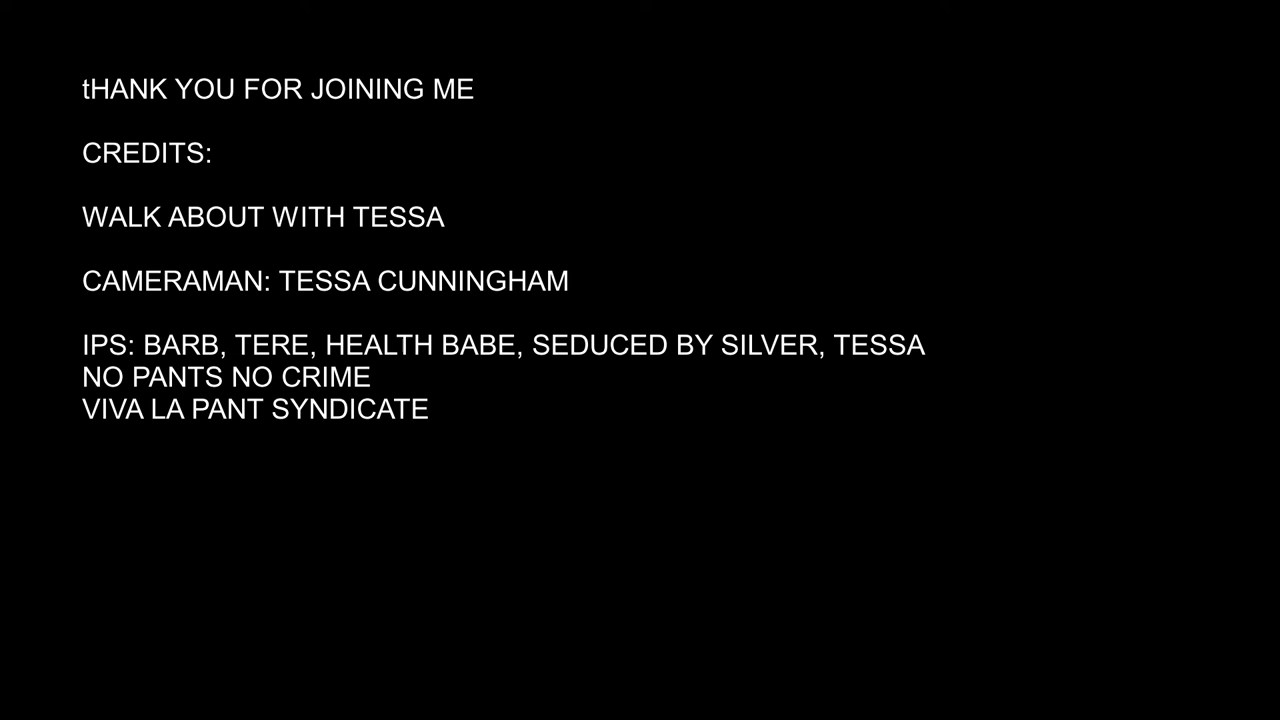 tHANK YOU FOR JOINING ME
CREDITS:
WALK ABOUT WITH TESSA
CAMERAMAN: TESSA CUNNINGHAM
IPS: BARB, TERE, HEALTH BABE, SEDUCED BY SILVER, TESSA
NO PANTS NO CRIME
VIVA LA PANT SYNDICATE